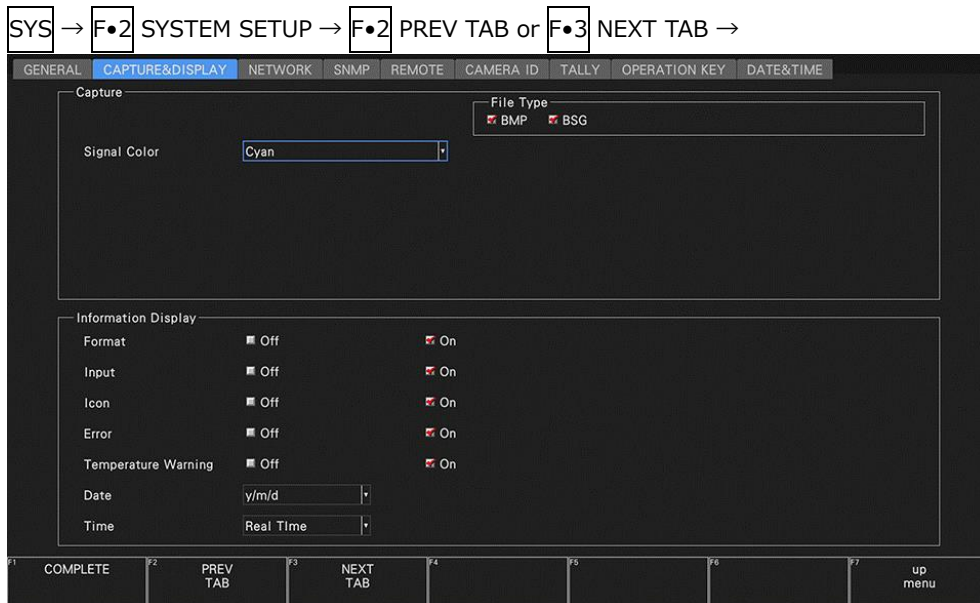 SYS → F•2 SYSTEM SETUP → F•2 PREV TAB or F•3 NEXT TAB →
GENERAL CAPTURE&DISPLAY NETWORK SNMP REMOTE CAMERA ID TALLY OPERATION KEY DATE&TIME
Capture
File Type
BMP BSG
Signal Color Cyan
Information Display
Format Off On
Input Off On
Icon Off On
Error Off On
Temperature Warning Off On
Date y/m/d
Time Real TIme
F1 COMPLETE F2 PREV TAB F3 NEXT TAB F4 F5 F6 F7 up menu